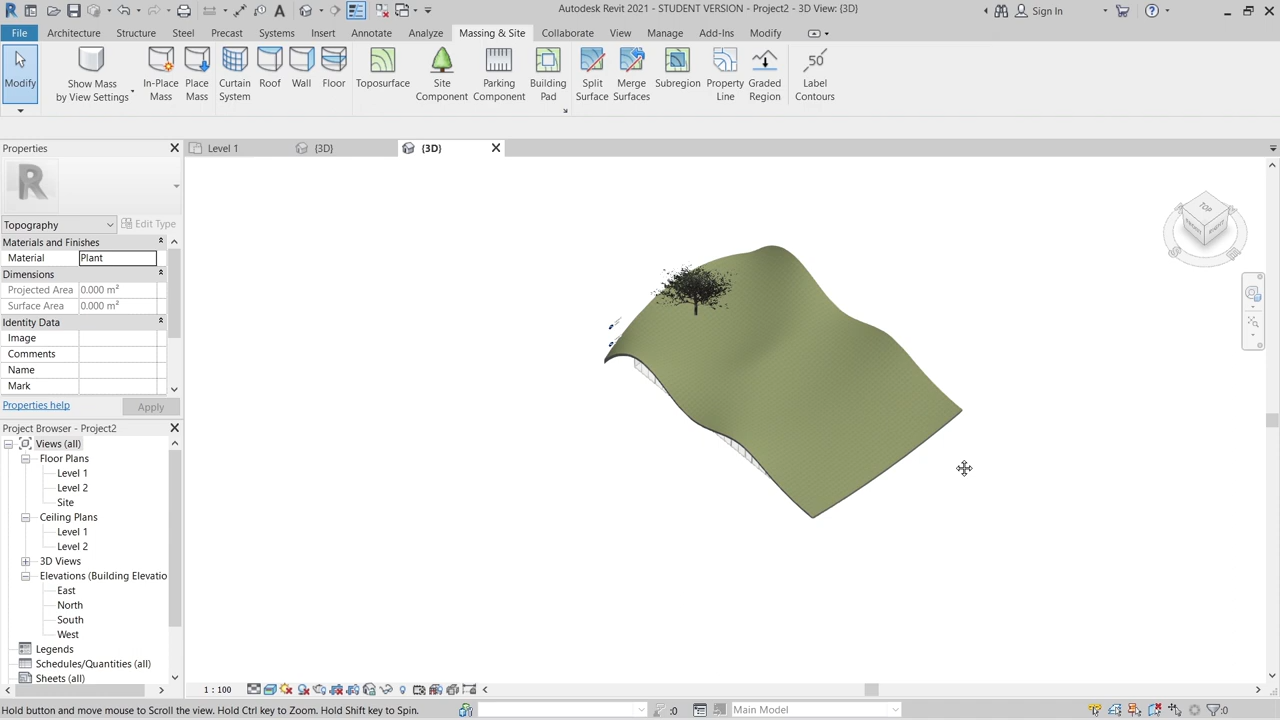 Autodesk Revit 2021 - STUDENT VERSION - Project2 - 3D View: {3D}
Sign In
File Architecture Structure Steel Precast Systems Insert Annotate Analyze Massing & Site Collaborate View Manage Add-Ins Modify
Modify
Show Mass
by View Settings
In-Place
Mass
Place
Mass
Curtain
System
Roof
Wall
Floor
Toposurface
Site
Component
Parking
Component
Building
Pad
Split
Surface
Merge
Surfaces
Subregion
Property
Line
Graded
Region
50
Label
Contours
Properties
Level 1
{3D}
{3D}
R
Topography
Edit Type
Materials and Finishes
Material Plant
Dimensions
Projected Area 0.000 m²
Surface Area 0.000 m²
Identity Data
Image
Comments
Name
Mark
Properties help
Apply
TOP
FRONT
RIGHT
Project Browser - Project2
Views (all)
Floor Plans
Level 1
Level 2
Site
Ceiling Plans
Level 1
Level 2
3D Views
Elevations (Building Elevatio
East
North
South
West
Legends
Schedules/Quantities (all)
Sheets (all)
1 : 100
Hold button and move mouse to Scroll the view. Hold Ctrl key to Zoom. Hold Shift key to Spin.
:0
Main Model
:0